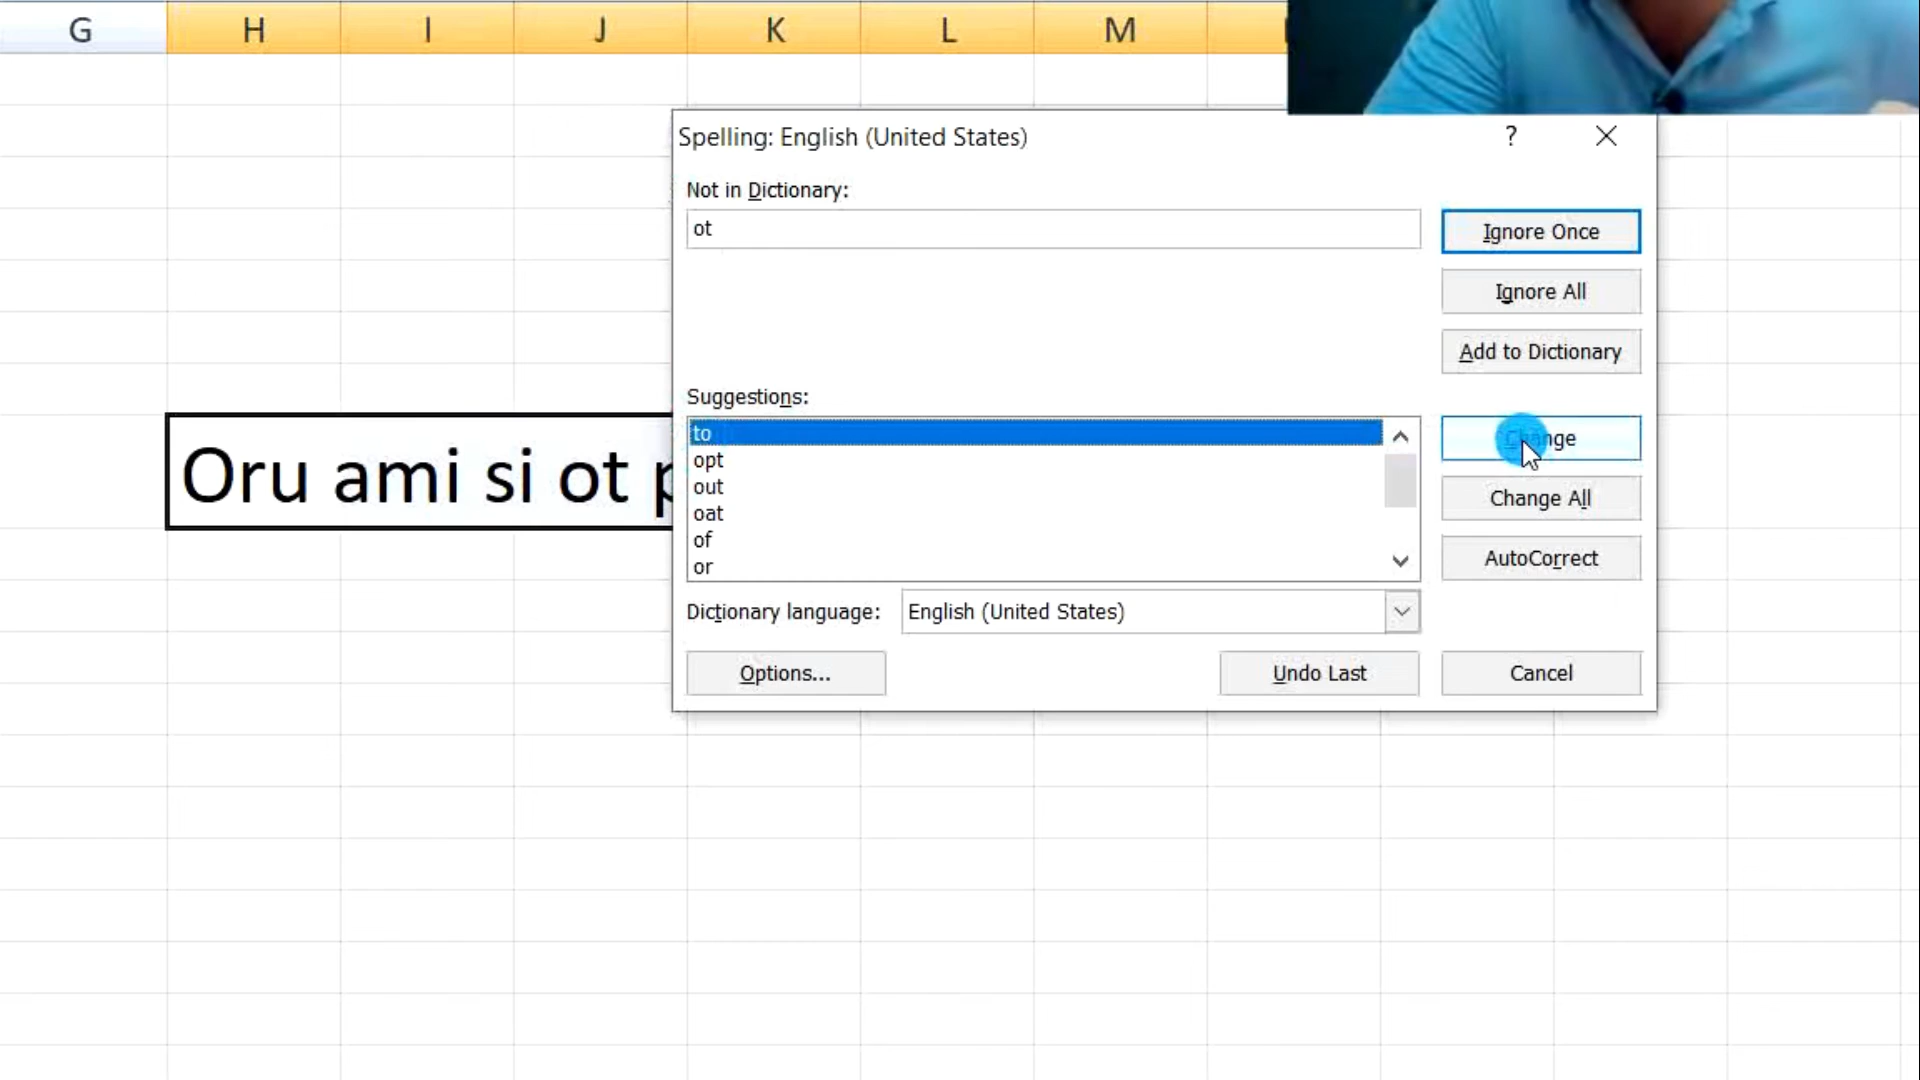 G H I J K L M
Spelling: English (United States) ?
Not in Dictionary:
ot
Ignore Once
Ignore All
Add to Dictionary
Suggestions:
to
opt
out
oat
of
or
Change
Change All
AutoCorrect
Oru ami si ot
Dictionary language: English (United States)
Options... Undo Last Cancel